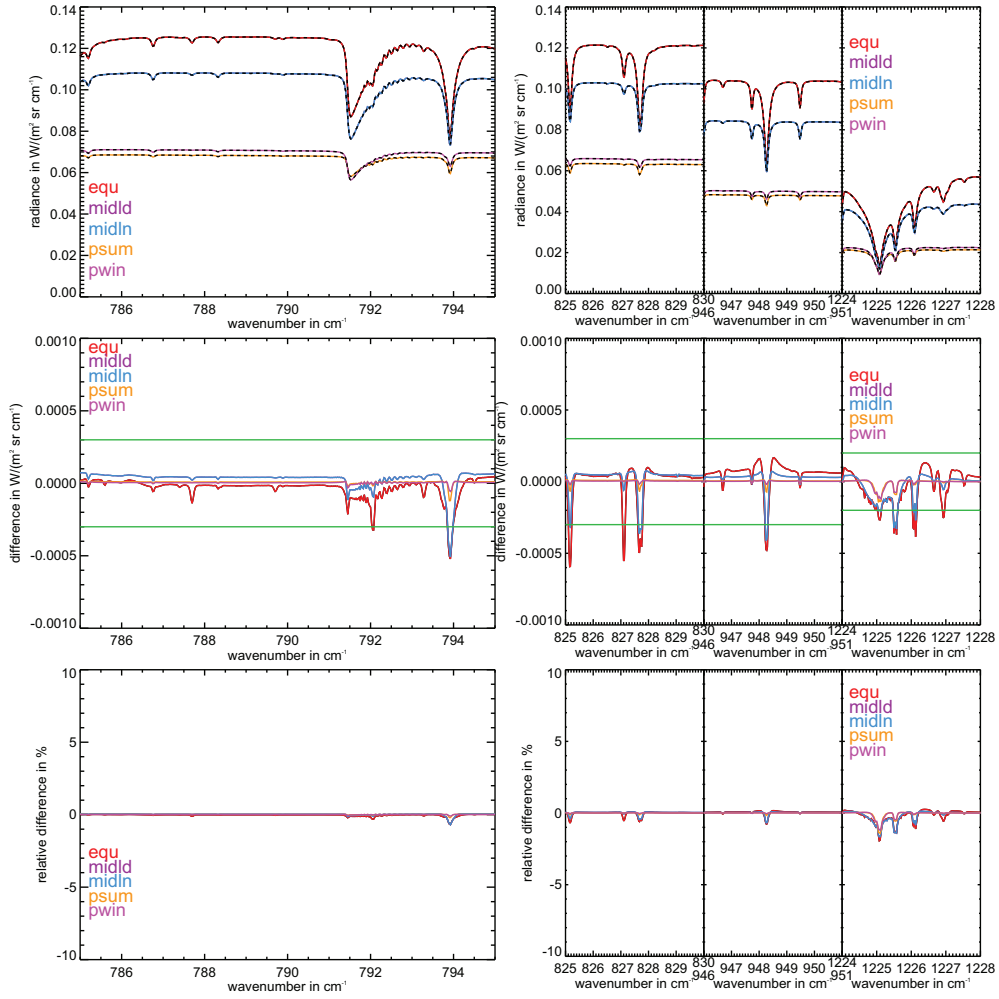 0.14
0.12
0.10
0.08
0.06
0.04
0.02
0.00
radiance in W/(m² sr cm⁻¹)
equ
midld
midln
psum
pwin
786 788 790 792 794
wavenumber in cm⁻¹
0.14
0.12
0.10
0.08
0.06
0.04
0.02
0.00
radiance in W/(m² sr cm⁻¹)
equ
midld
midln
psum
pwin
825 826 827 828 829 830
946 947 948 949 950 951
1224 1225 1226 1227 1228
wavenumber in cm⁻¹ wavenumber in cm⁻¹ wavenumber in cm⁻¹
0.0010
0.0005
0.0000
-0.0005
-0.0010
difference in W/(m² sr cm⁻¹)
equ
midld
midln
psum
pwin
786 788 790 792 794
wavenumber in cm⁻¹
0.0010
0.0005
0.0000
-0.0005
-0.0010
difference in W/(m² sr cm⁻¹)
equ
midld
midln
psum
pwin
825 826 827 828 829 830
946 947 948 949 950 951
1224 1225 1226 1227 1228
wavenumber in cm⁻¹ wavenumber in cm⁻¹ wavenumber in cm⁻¹
10
5
0
-5
-10
relative difference in %
equ
midld
midln
psum
pwin
786 788 790 792 794
wavenumber in cm⁻¹
10
5
0
-5
-10
relative difference in %
equ
midld
midln
psum
pwin
825 826 827 828 829 830
946 947 948 949 950 951
1224 1225 1226 1227 1228
wavenumber in cm⁻¹ wavenumber in cm⁻¹ wavenumber in cm⁻¹